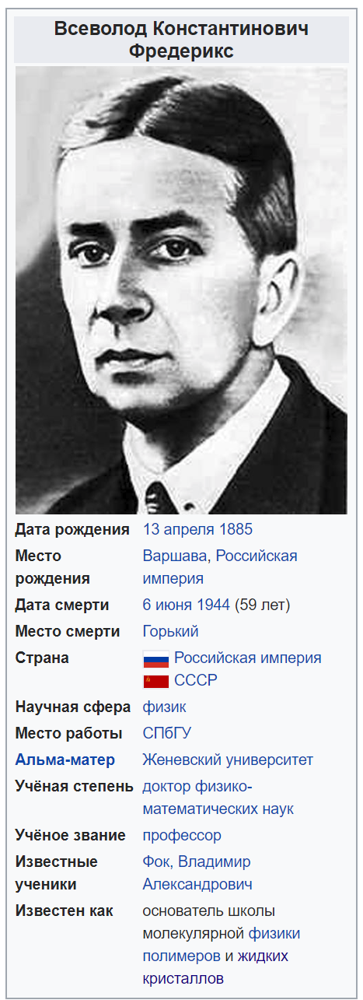 Всеволод Константинович
Фредерикс
Дата рождения 13 апреля 1885
Место рождения Варшава, Российская империя
Дата смерти 6 июня 1944 (59 лет)
Место смерти Горький
Страна Российская империя
СССР
Научная сфера физик
Место работы СПбГУ
Альма-матер Женевский университет
Учёная степень доктор физико-
математических наук
Учёное звание профессор
Известные ученики Фок, Владимир Александрович
Известен как основатель школы
молекулярной физики
полимеров и жидких
кристаллов